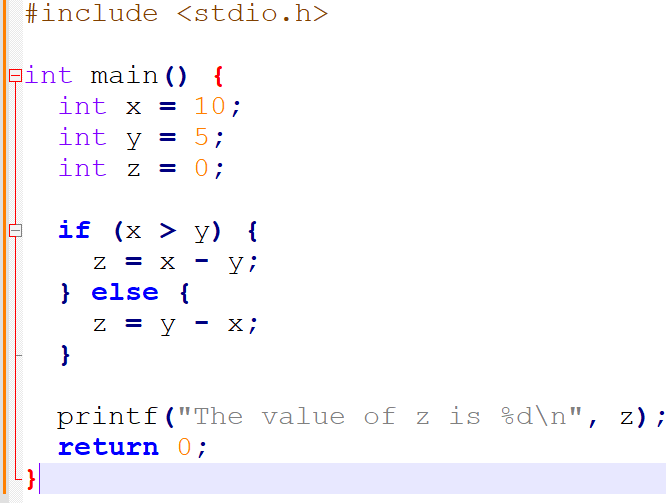 #include <stdio.h>

int main() {
  int x = 10;
  int y = 5;
  int z = 0;

  if (x > y) {
    z = x - y;
  } else {
    z = y - x;
  }

  printf("The value of z is %d\n", z);
  return 0;
}